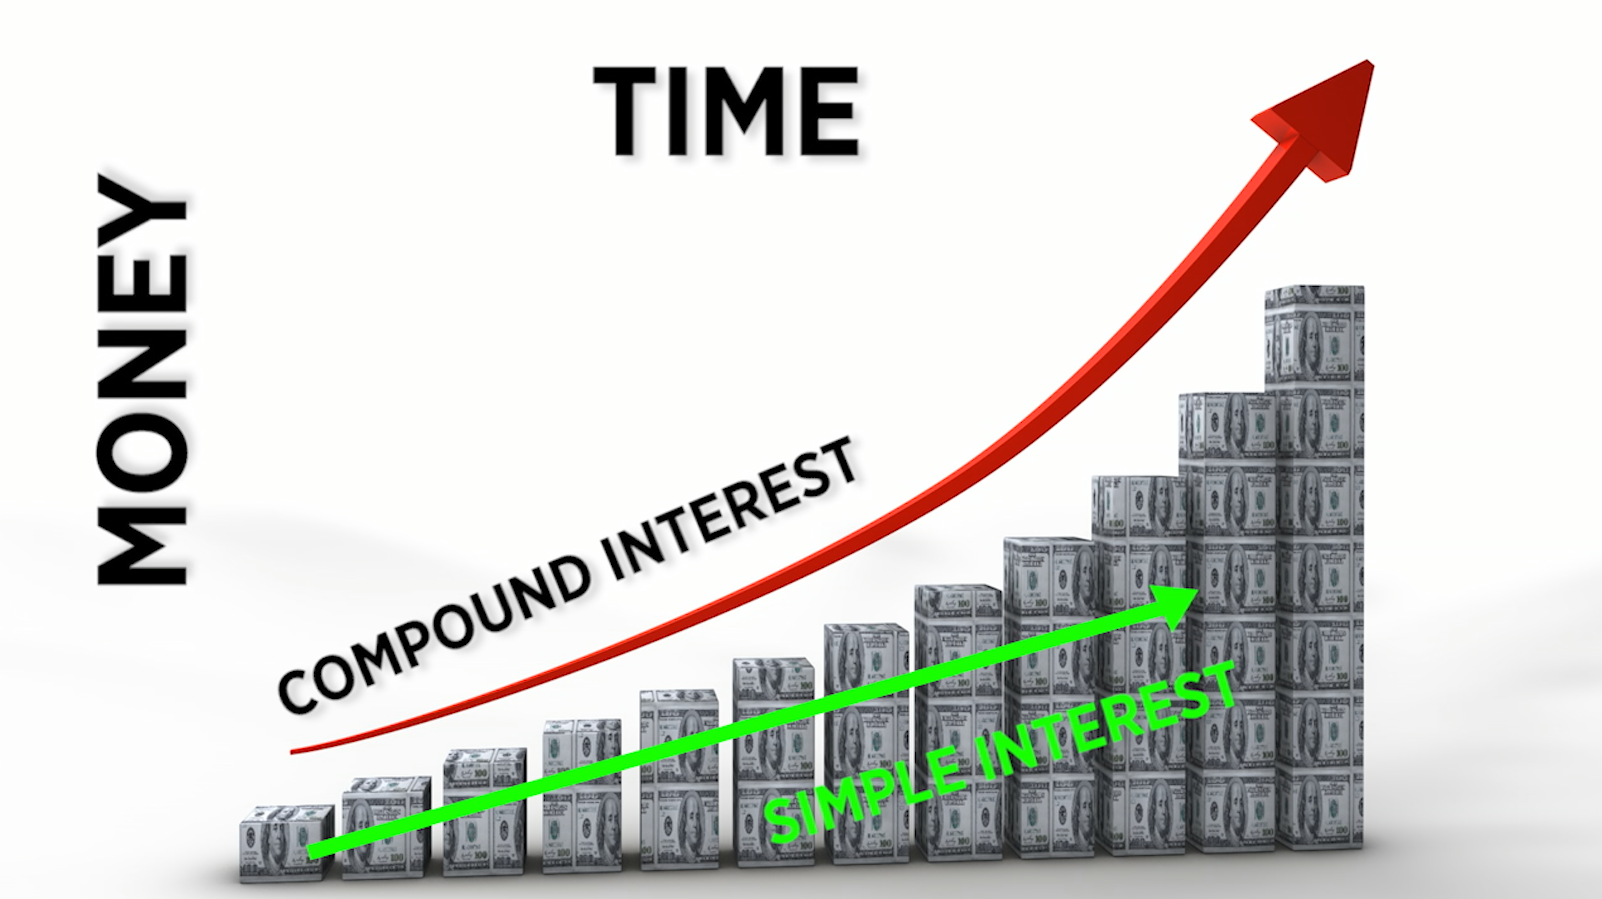 TIME
MONEY
COMPOUND INTEREST
SIMPLE INTEREST